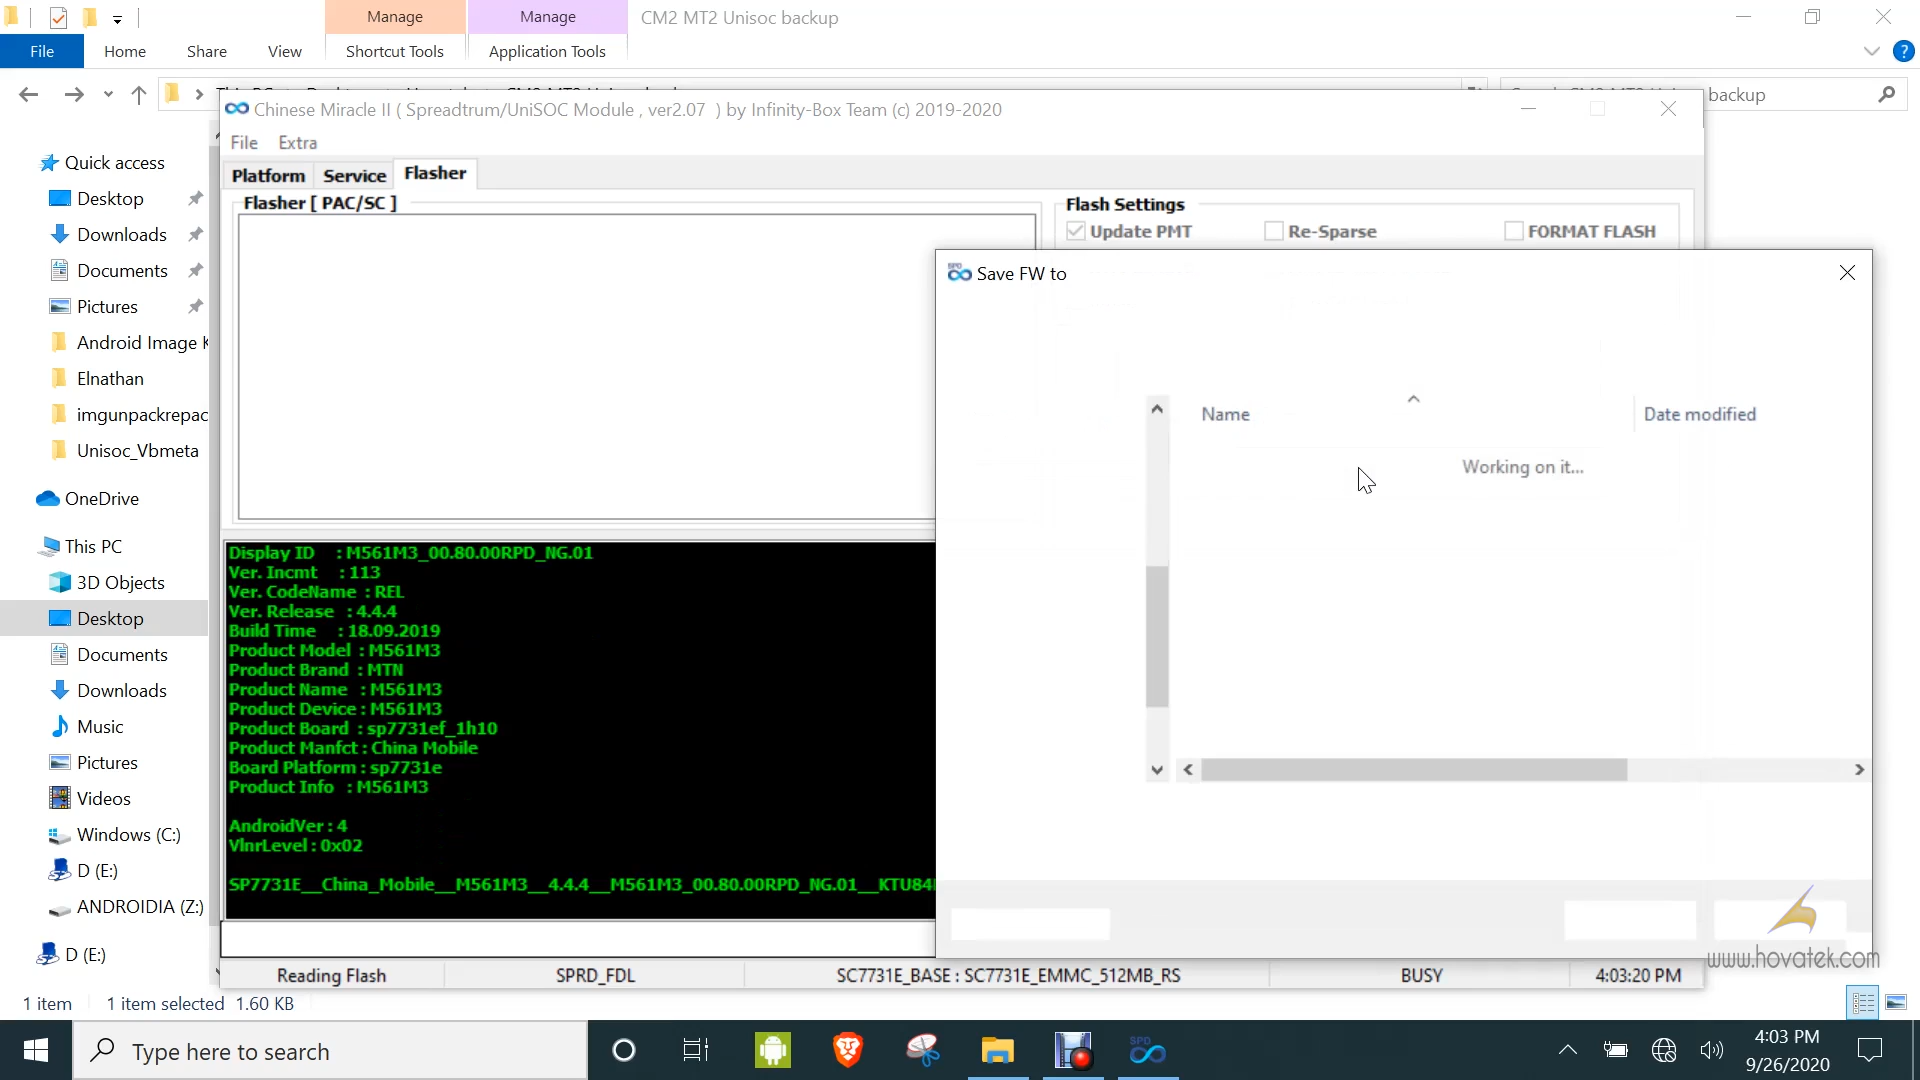 Manage
Manage
CM2 MT2 Unisoc backup
File
Home
Share
View
Shortcut Tools
Application Tools
?
backup
Chinese Miracle II ( Spreadtrum/UniSOC Module , ver2.07 ) by Infinity-Box Team (c) 2019-2020
File
Extra
Platform
Service
Flasher
Flasher [ PAC/SC ]
Flash Settings
Update PMT
Re-Sparse
FORMAT FLASH
Quick access
Desktop
Downloads
Documents
Pictures
Android Image K
Elnathan
imgunpackrepac
Unisoc_Vbmeta
OneDrive
This PC
3D Objects
Desktop
Documents
Downloads
Music
Pictures
Videos
Windows (C:)
D (E:)
ANDROIDIA (Z:)
D (E:)
SPD
Save FW to
Name
Date modified
Working on it...
Display ID : M561M3_00.80.00RPD_NG.01
Ver. Incmt : 113
Ver. CodeName : REL
Ver. Release : 4.4.4
Build Time : 18.09.2019
Product Model : M561M3
Product Brand : MTN
Product Name : M561M3
Product Device : M561M3
Product Board : sp7731ef_1h10
Product Manfct : China Mobile
Board Platform : sp7731e
Product Info : M561M3
AndroidVer : 4
VlnrLevel : 0x02
SP7731E__China_Mobile__M561M3__4.4.4__M561M3_00.80.00RPD_NG.01__KTU84
www.hovatek.com
Reading Flash
SPRD_FDL
SC7731E_BASE : SC7731E_EMMC_512MB_RS
BUSY
4:03:20 PM
1 item
1 item selected 1.60 KB
Type here to search
SPD
4:03 PM
9/26/2020